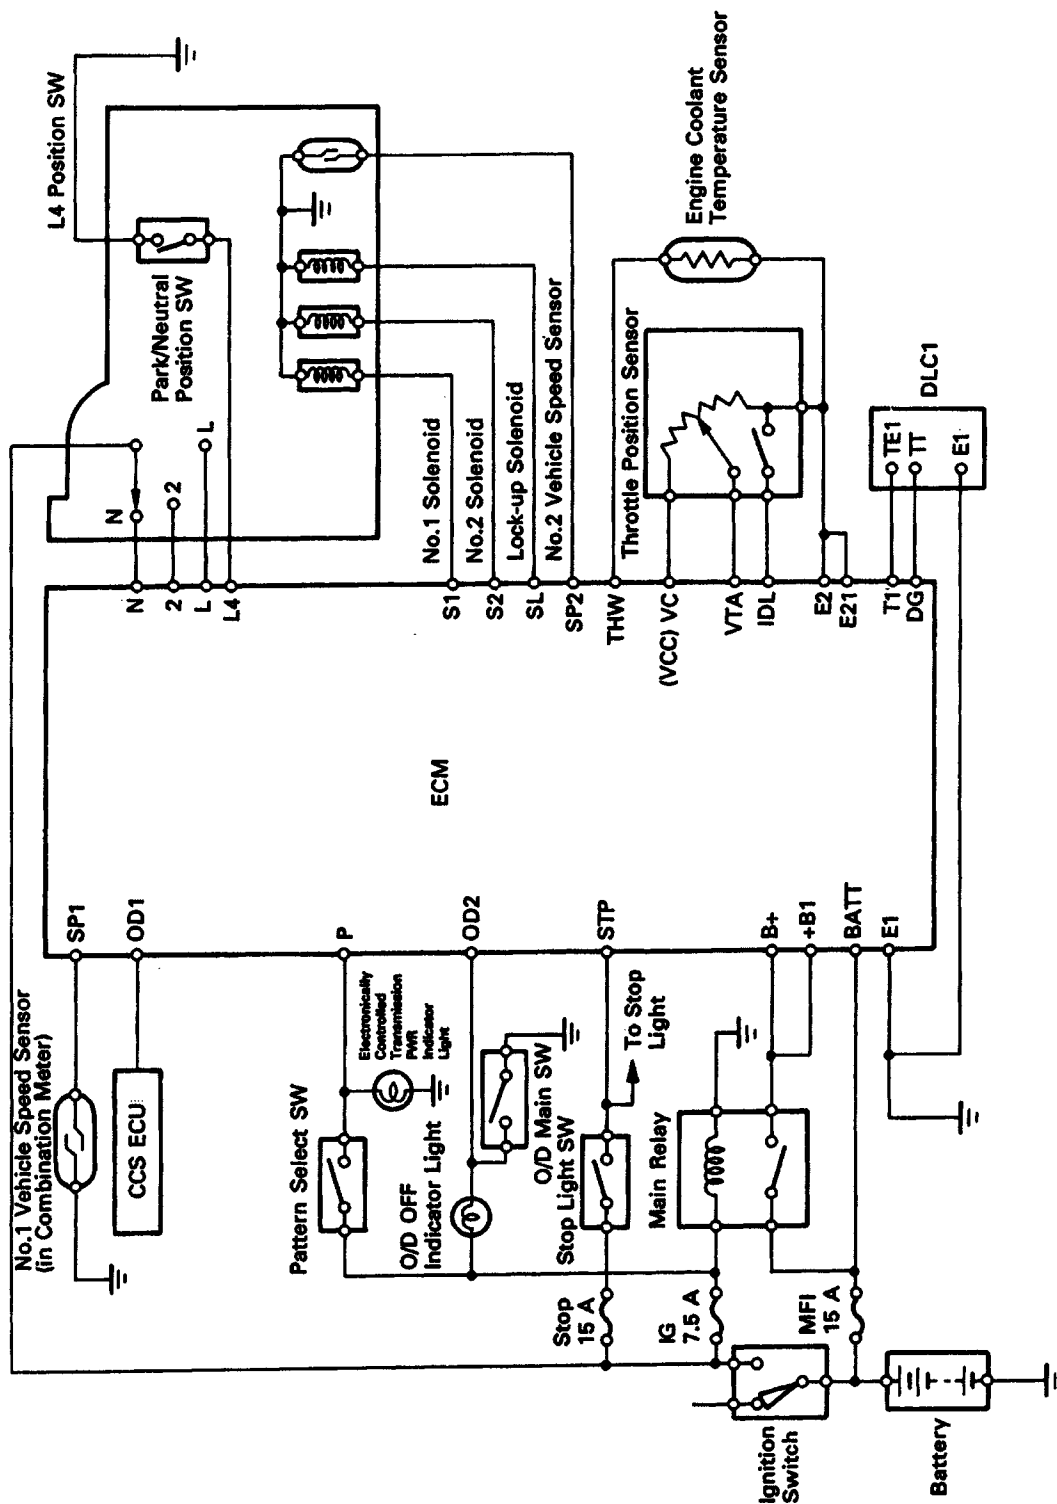 No.1 Vehicle Speed Sensor
(in Combination Meter)
CCS ECU
Pattern Select SW
Electronically
Controlled
Transmission
PWR
Indicator
Light
O/D OFF
Indicator Light
O/D Main SW
Stop Light SW
To Stop
Light
Main Relay
Stop
15 A
IG
7.5 A
MFI
15 A
Ignition
Switch
Battery
SP1
OD1
P
OD2
STP
B+
+B1
BATT
E1
ECM
N
2
L
L4
S1
S2
SL
SP2
THW
(VCC) VC
VTA
IDL
E2
E21
T1
DG
N
2
L
L4 Position SW
Park/Neutral
Position SW
No.1 Solenoid
No.2 Solenoid
Lock-up Solenoid
No.2 Vehicle Speed Sensor
Throttle Position Sensor
Engine Coolant
Temperature Sensor
DLC1
TE1
TT
E1